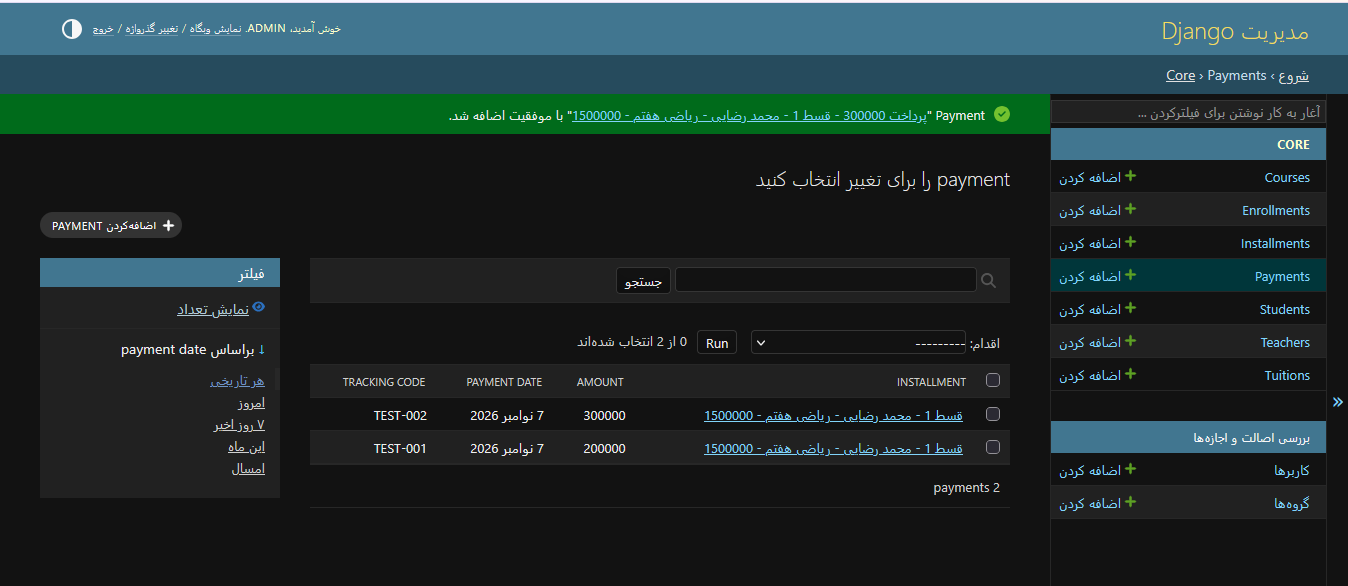 مدیریت Django
خوش آمدید، ADMIN. نمایش وبگاه / تغییر گذرواژه / خروج
شروع › Core › Payments
آغاز به کار نوشتن برای فیلترکردن ...
CORE
Courses اضافه کردن
Enrollments اضافه کردن
Installments اضافه کردن
Payments اضافه کردن
Students اضافه کردن
Teachers اضافه کردن
Tuitions اضافه کردن
بررسی اصالت و اجازه‌ها
کاربرها اضافه کردن
گروه‌ها اضافه کردن
»
Payment "پرداخت 300000 - قسط 1 - محمد رضایی - ریاضی هفتم - 1500000" با موفقیت اضافه شد.
payment را برای تغییر انتخاب کنید
اضافه‌کردن PAYMENT
جستجو
اقدام: --------- Run 0 از 2 انتخاب شده‌اند
INSTALLMENT AMOUNT PAYMENT DATE TRACKING CODE
قسط 1 - محمد رضایی - ریاضی هفتم - 1500000 300000 7 نوامبر 2026 TEST-002
قسط 1 - محمد رضایی - ریاضی هفتم - 1500000 200000 7 نوامبر 2026 TEST-001
2 payments
فیلتر
نمایش تعداد
↓ براساس payment date
هر تاریخی
امروز
۷ روز اخیر
این ماه
امسال